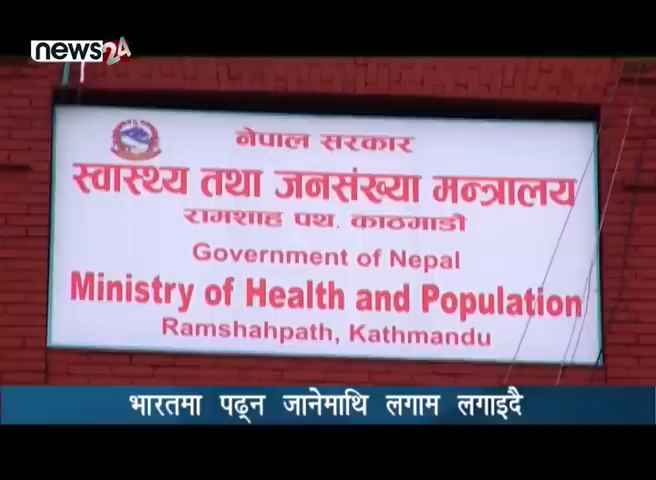 news24
नेपाल सरकार
स्वास्थ्य तथा जनसंख्या मन्त्रालय
रामशाह पथ, काठमाडौं
Government of Nepal
Ministry of Health and Population
Ramshahpath, Kathmandu
भारतमा पढ्न जानेमाथि लगाम लगाइदै